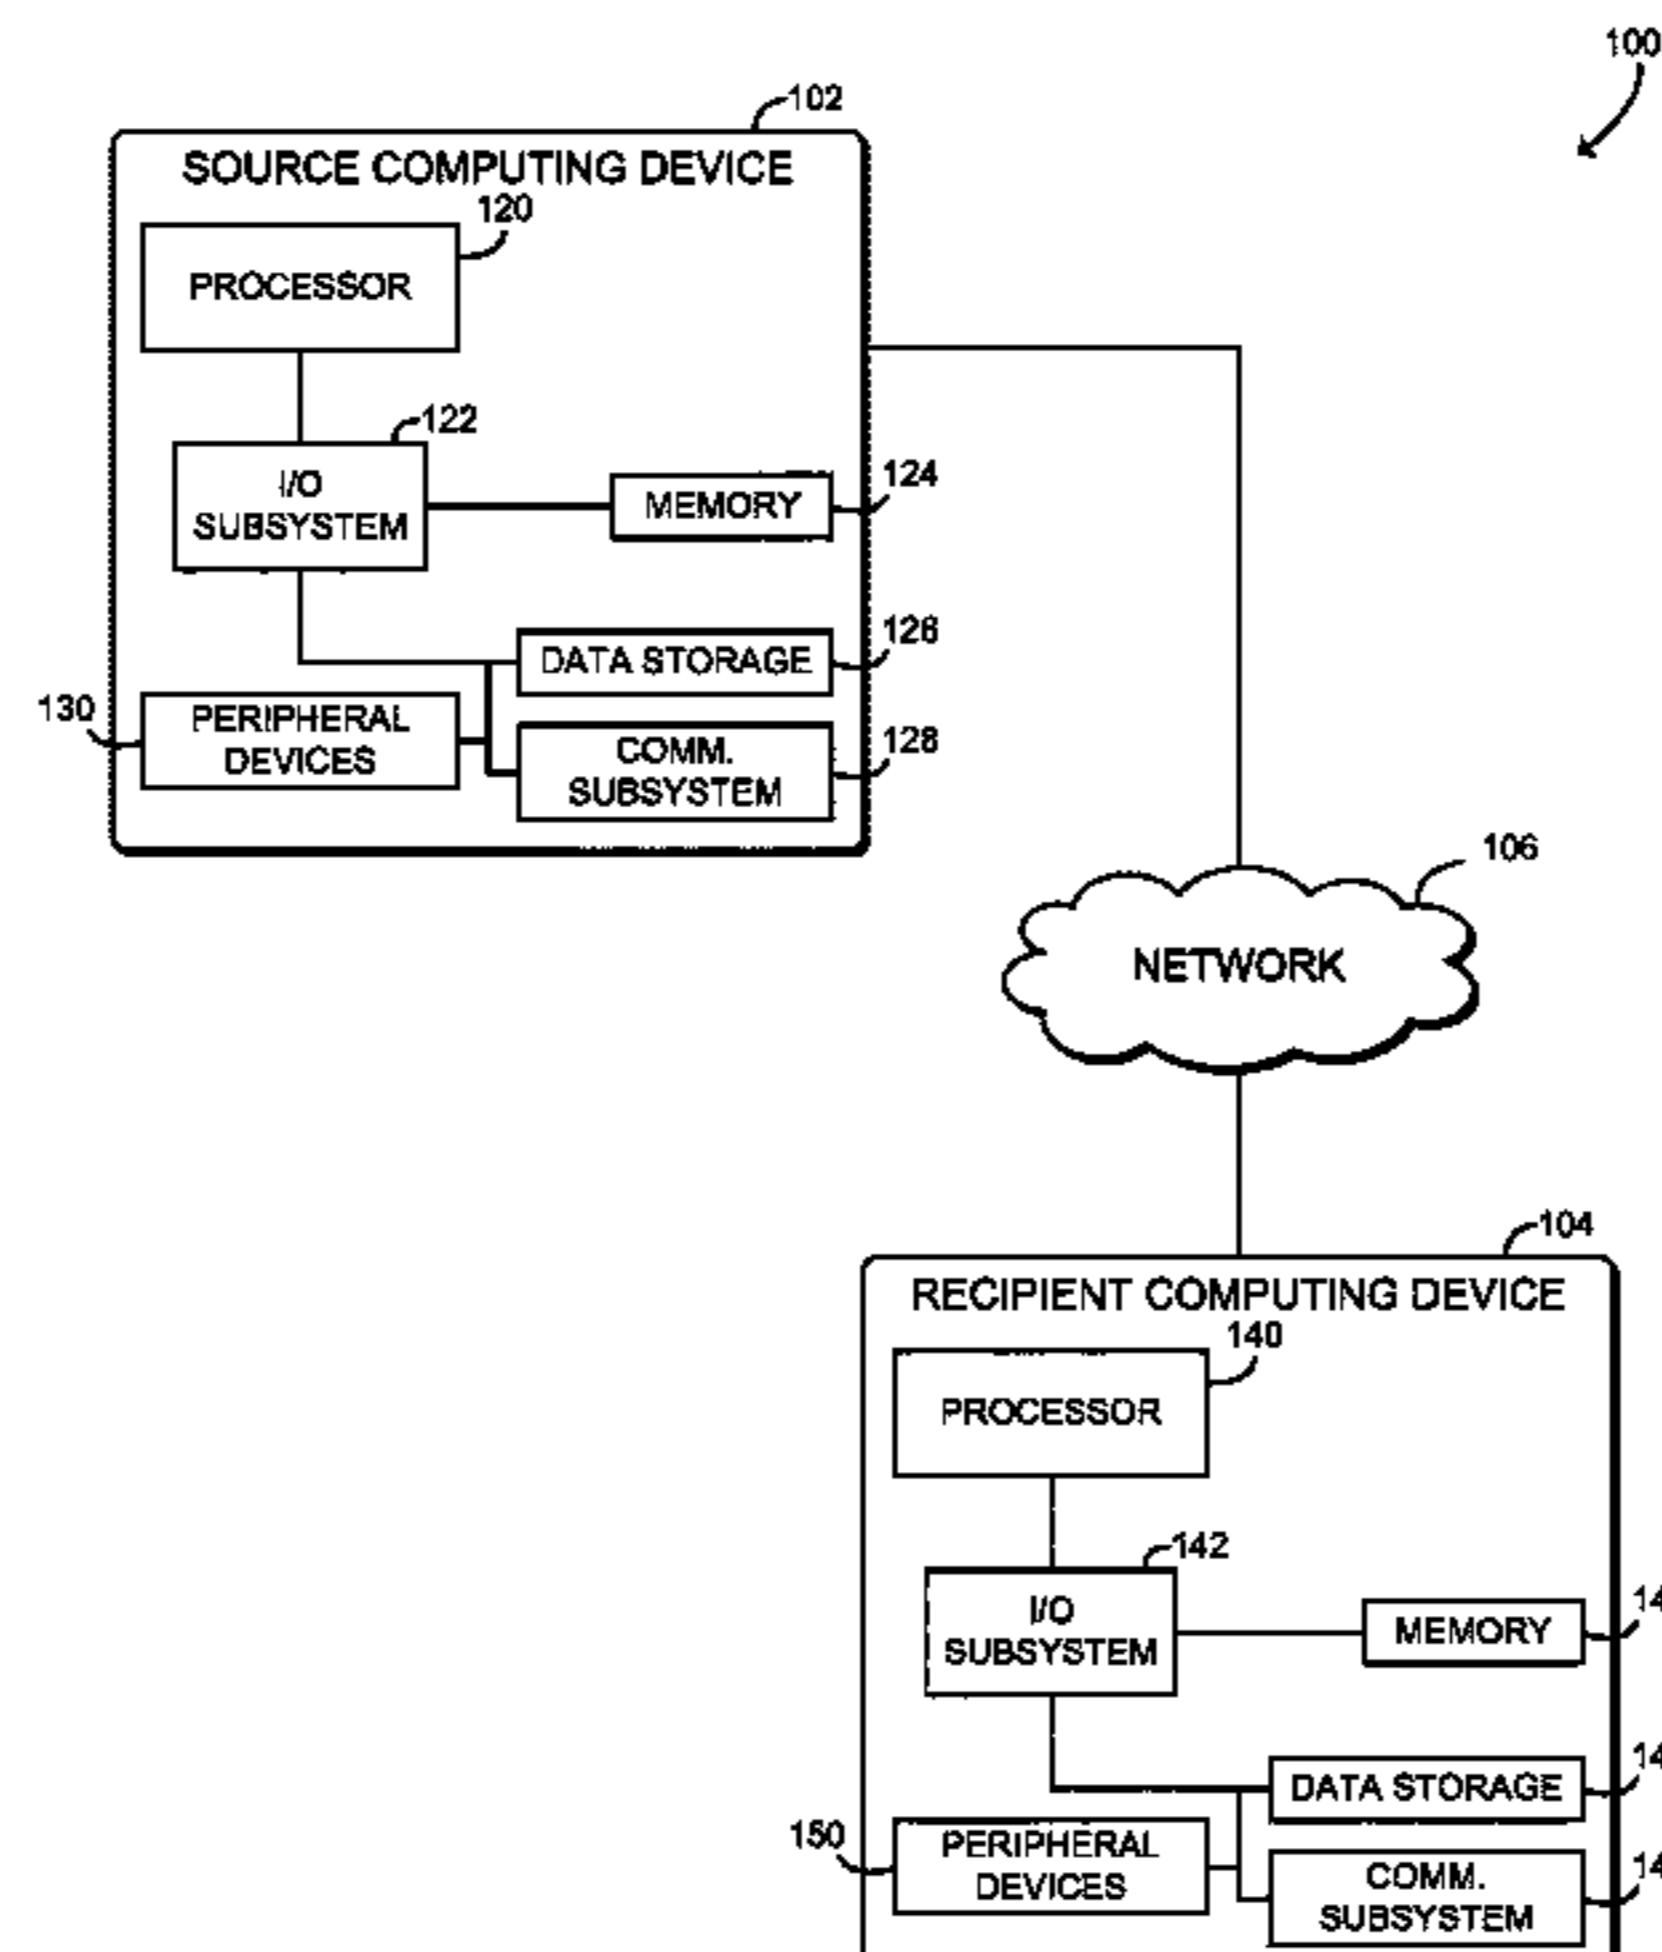 100
102
SOURCE COMPUTING DEVICE
120
PROCESSOR
122
I/O
SUBSYSTEM
124
MEMORY
126
DATA STORAGE
130
PERIPHERAL
DEVICES
128
COMM.
SUBSYSTEM
106
NETWORK
104
RECIPIENT COMPUTING DEVICE
140
PROCESSOR
142
I/O
SUBSYSTEM
MEMORY
DATA STORAGE
150
PERIPHERAL
DEVICES
COMM.
SUBSYSTEM